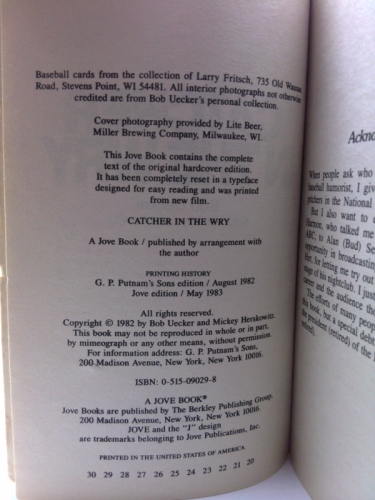 Baseball cards from the collection of Larry Fritsch, 735 Old Wausau
Road, Stevens Point, WI 54481. All interior photographs not otherwise
credited are from Bob Uecker's personal collection.
Cover photography provided by Lite Beer,
Miller Brewing Company, Milwaukee, WI.
This Jove Book contains the complete
text of the original hardcover edition.
It has been completely reset in a typeface
designed for easy reading and was printed
from new film.
CATCHER IN THE WRY
A Jove Book / published by arrangement with
the author
PRINTING HISTORY
G. P. Putnam's Sons edition / August 1982
Jove edition / May 1983
All rights reserved.
Copyright © 1982 by Bob Uecker and Mickey Herskowitz.
This book may not be reproduced in whole or in part,
by mimeograph or any other means, without permission.
For information address: G. P. Putnam's Sons,
200 Madison Avenue, New York, New York 10016.
ISBN: 0-515-09029-8
A JOVE BOOK®
Jove Books are published by The Berkley Publishing Group,
200 Madison Avenue, New York, New York 10016.
JOVE and the "J" design
are trademarks belonging to Jove Publications, Inc.
PRINTED IN THE UNITED STATES OF AMERICA
30 29 28 27 26 25 24 23 22 21 20
Ackno
When people ask who
baseball humorist, I give
pitchers in the National
But I also want to
Harmon, who talked me
ABC, to Alan (Bud) Se
opportunity in broadcasting
for letting me try out
stage of his nightclub. I just
career and the audience the
The efforts of many peop
this book, but a special debt
the president (retired) of the